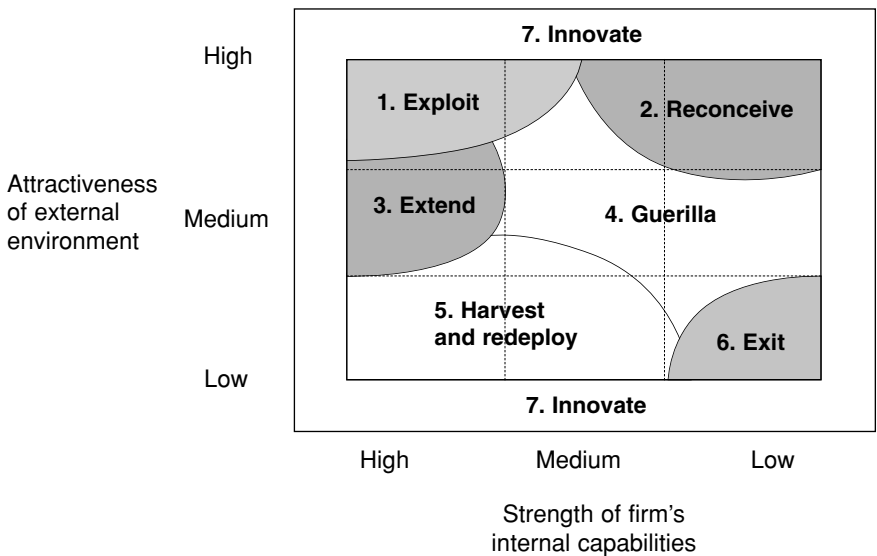 7. Innovate
High
1. Exploit
2. Reconceive
Attractiveness
of external
environment
Medium
3. Extend
4. Guerilla
5. Harvest
and redeploy
6. Exit
Low
7. Innovate
High
Medium
Low
Strength of firm's
internal capabilities